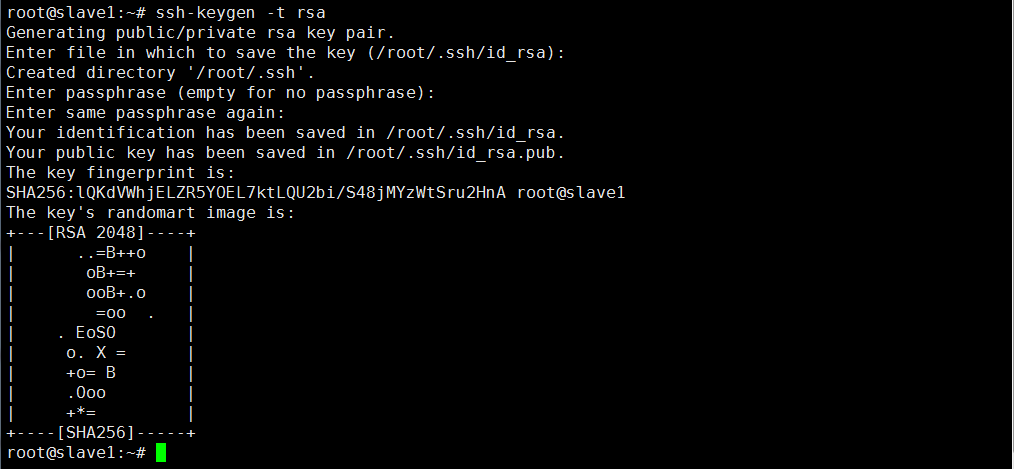 root@slave1:~# ssh-keygen -t rsa
Generating public/private rsa key pair.
Enter file in which to save the key (/root/.ssh/id_rsa):
Created directory '/root/.ssh'.
Enter passphrase (empty for no passphrase):
Enter same passphrase again:
Your identification has been saved in /root/.ssh/id_rsa.
Your public key has been saved in /root/.ssh/id_rsa.pub.
The key fingerprint is:
SHA256:lQKdVWhjELZR5YOEL7ktLQU2bi/S48jMYzWtSru2HnA root@slave1
The key's randomart image is:
+---[RSA 2048]----+
|       ..=B++o    |
|        oB+=+     |
|        ooB+.o    |
|         =oo  .   |
|     . EoSO       |
|      o. X =      |
|      +o= B       |
|      .Ooo        |
|      +*=         |
+----[SHA256]-----+
root@slave1:~#